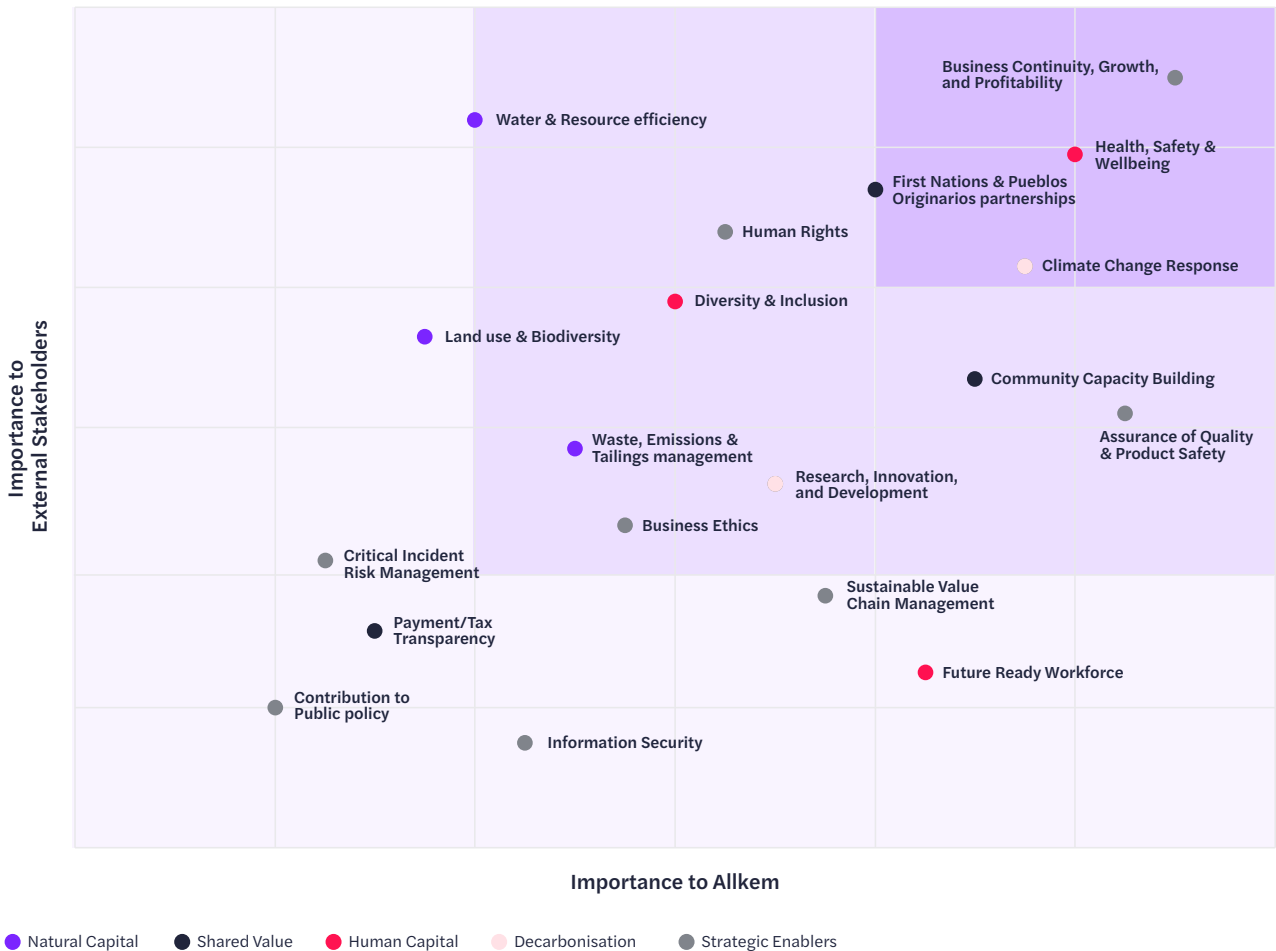 Business Continuity, Growth,
and Profitability
Water & Resource efficiency
Health, Safety &
Wellbeing
First Nations & Pueblos
Originarios partnerships
Human Rights
Climate Change Response
Diversity & Inclusion
Land use & Biodiversity
Community Capacity Building
Assurance of Quality
& Product Safety
Waste, Emissions &
Tailings management
Research, Innovation,
and Development
Business Ethics
Critical Incident
Risk Management
Sustainable Value
Chain Management
Payment/Tax
Transparency
Future Ready Workforce
Contribution to
Public policy
Information Security
Importance to
External Stakeholders
Importance to Allkem
Natural Capital
Shared Value
Human Capital
Decarbonisation
Strategic Enablers